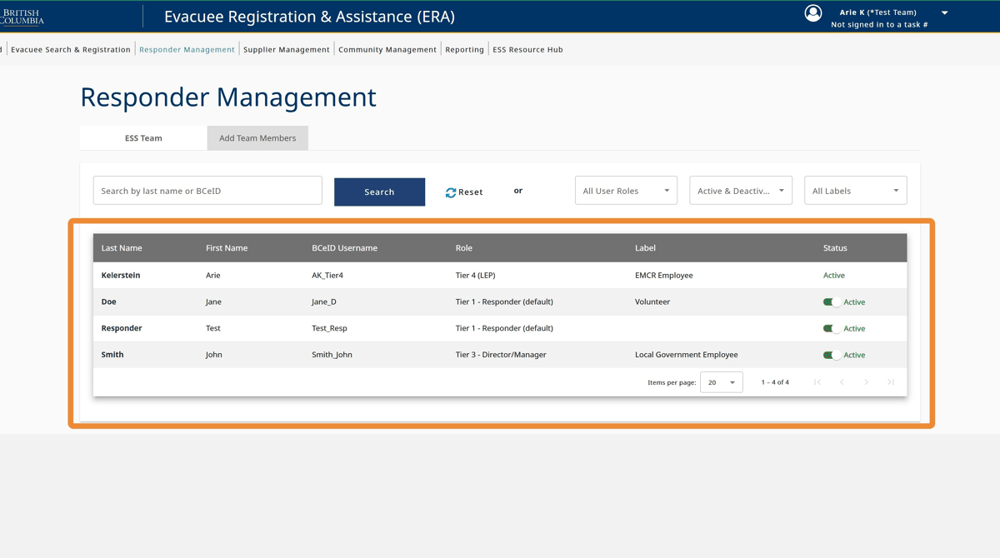 BRITISH
COLUMBIA
Evacuee Registration & Assistance (ERA)
Arie K (*Test Team)
Not signed in to a task #
Evacuee Search & Registration Responder Management Supplier Management Community Management Reporting ESS Resource Hub
Responder Management
ESS Team Add Team Members
Search by last name or BCeID Search Reset or All User Roles Active & Deactiv... All Labels
Last Name First Name BCeID Username Role Label Status
Kelerstein Arie AK_Tier4 Tier 4 (LEP) EMCR Employee Active
Doe Jane Jane_D Tier 1 - Responder (default) Volunteer Active
Responder Test Test_Resp Tier 1 - Responder (default) Active
Smith John Smith_John Tier 3 - Director/Manager Local Government Employee Active
Items per page: 20 1 – 4 of 4